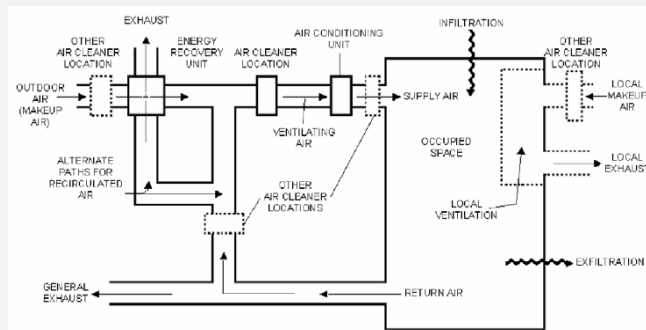 EXHAUST
OTHER
AIR CLEANER
LOCATION
ENERGY
RECOVERY
UNIT
AIR CLEANER
LOCATION
AIR CONDITIONING
UNIT
INFILTRATION
OTHER
AIR CLEANER
LOCATION
OUTDOOR
AIR
(MAKEUP
AIR)
SUPPLY AIR
LOCAL
MAKEUP
AIR
VENTILATING
AIR
OCCUPIED
SPACE
ALTERNATE
PATHS FOR
RECIRCULATED
AIR
OTHER
AIR CLEANER
LOCATIONS
LOCAL
EXHAUST
LOCAL
VENTILATION
EXFILTRATION
GENERAL
EXHAUST
RETURN AIR